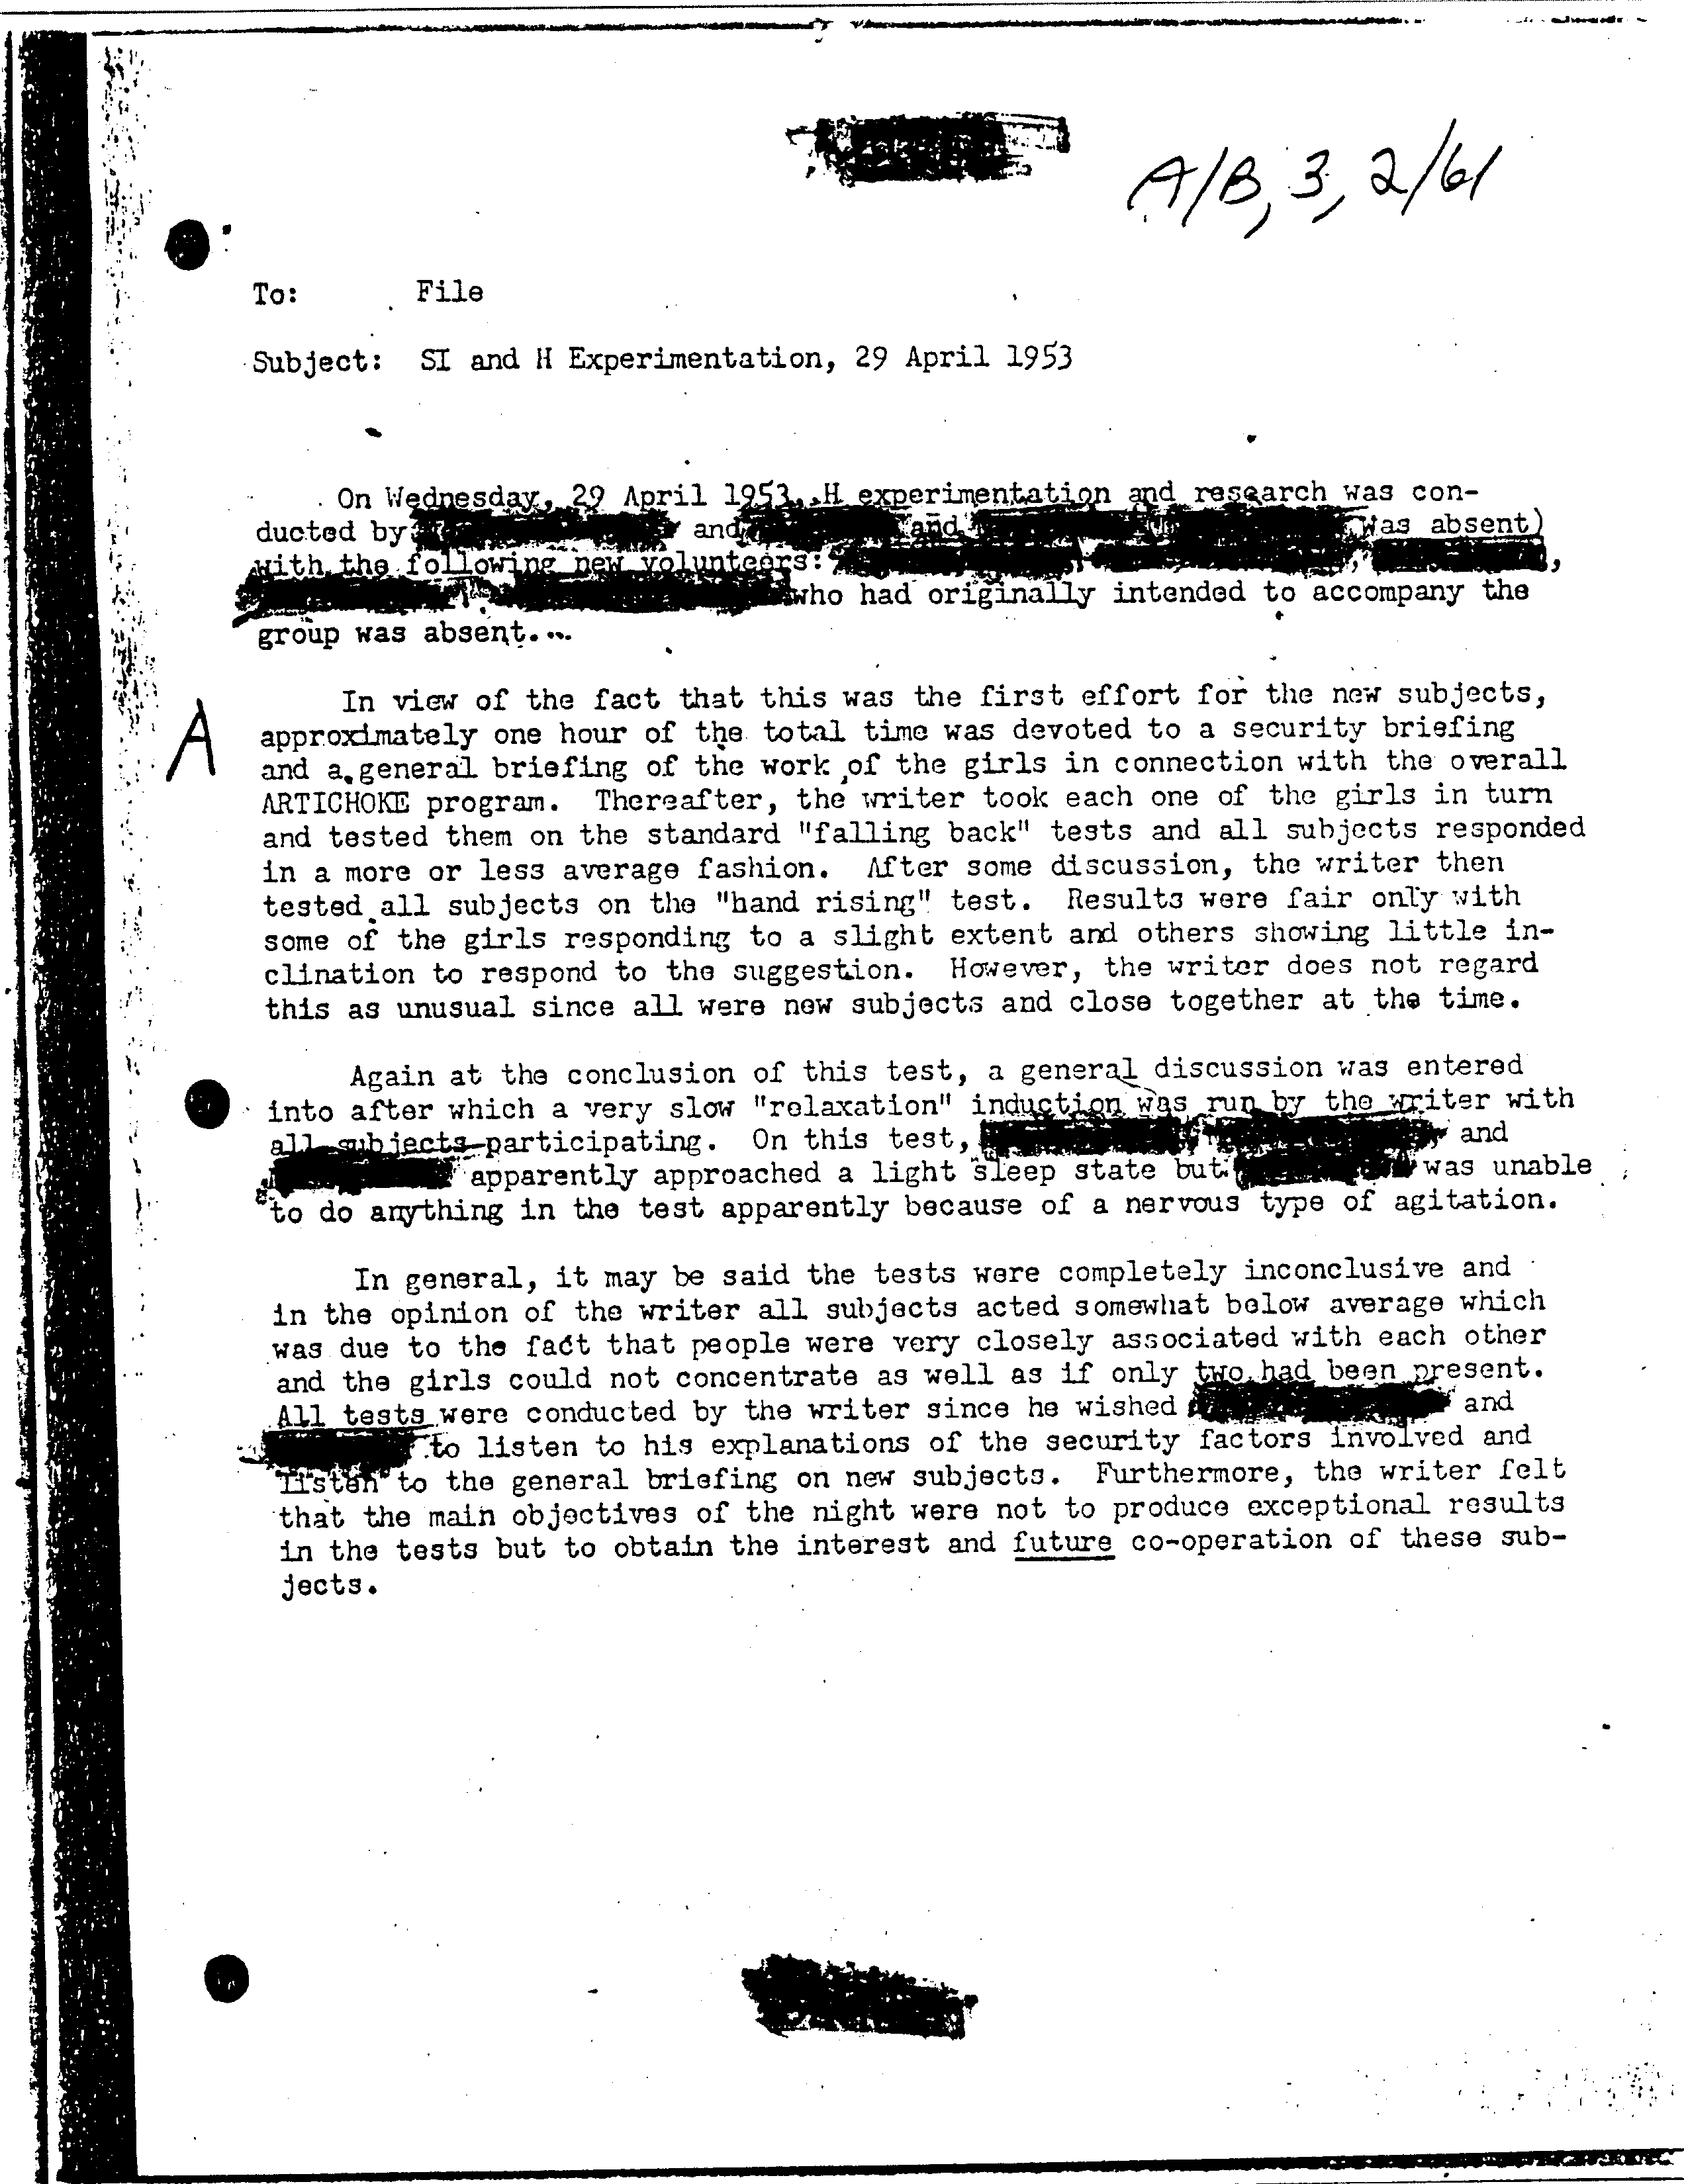 A/B, 3, 2/61
To: File
Subject: SI and H Experimentation, 29 April 1953
On Wednesday, 29 April 1953, H experimentation and research was con-
ducted by and and was absent)
with the following new volunteers: , ,
who had originally intended to accompany the
group was absent...
In view of the fact that this was the first effort for the new subjects,
A
approximately one hour of the total time was devoted to a security briefing
and a general briefing of the work of the girls in connection with the overall
ARTICHOKE program. Thereafter, the writer took each one of the girls in turn
and tested them on the standard "falling back" tests and all subjects responded
in a more or less average fashion. After some discussion, the writer then
tested all subjects on the "hand rising" test. Results were fair only with
some of the girls responding to a slight extent and others showing little in-
clination to respond to the suggestion. However, the writer does not regard
this as unusual since all were new subjects and close together at the time.
Again at the conclusion of this test, a general discussion was entered
into after which a very slow "relaxation" induction was run by the writer with
all subjects participating. On this test, and
apparently approached a light sleep state but was unable
to do anything in the test apparently because of a nervous type of agitation.
In general, it may be said the tests were completely inconclusive and
in the opinion of the writer all subjects acted somewhat below average which
was due to the fact that people were very closely associated with each other
and the girls could not concentrate as well as if only two had been present.
All tests were conducted by the writer since he wished and
to listen to his explanations of the security factors involved and
listen to the general briefing on new subjects. Furthermore, the writer felt
that the main objectives of the night were not to produce exceptional results
in the tests but to obtain the interest and future co-operation of these sub-
jects.